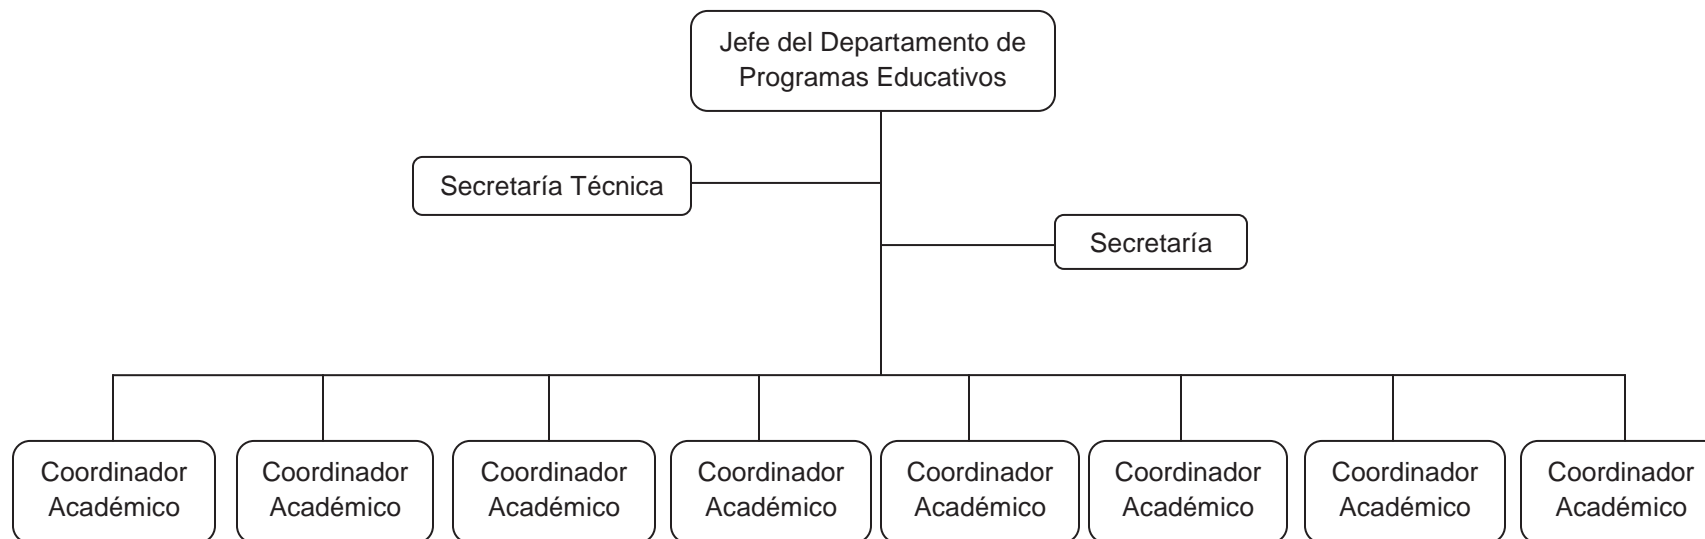 Jefe del Departamento de
Programas Educativos
Secretaría Técnica
Secretaría
Coordinador
Académico
Coordinador
Académico
Coordinador
Académico
Coordinador
Académico
Coordinador
Académico
Coordinador
Académico
Coordinador
Académico
Coordinador
Académico